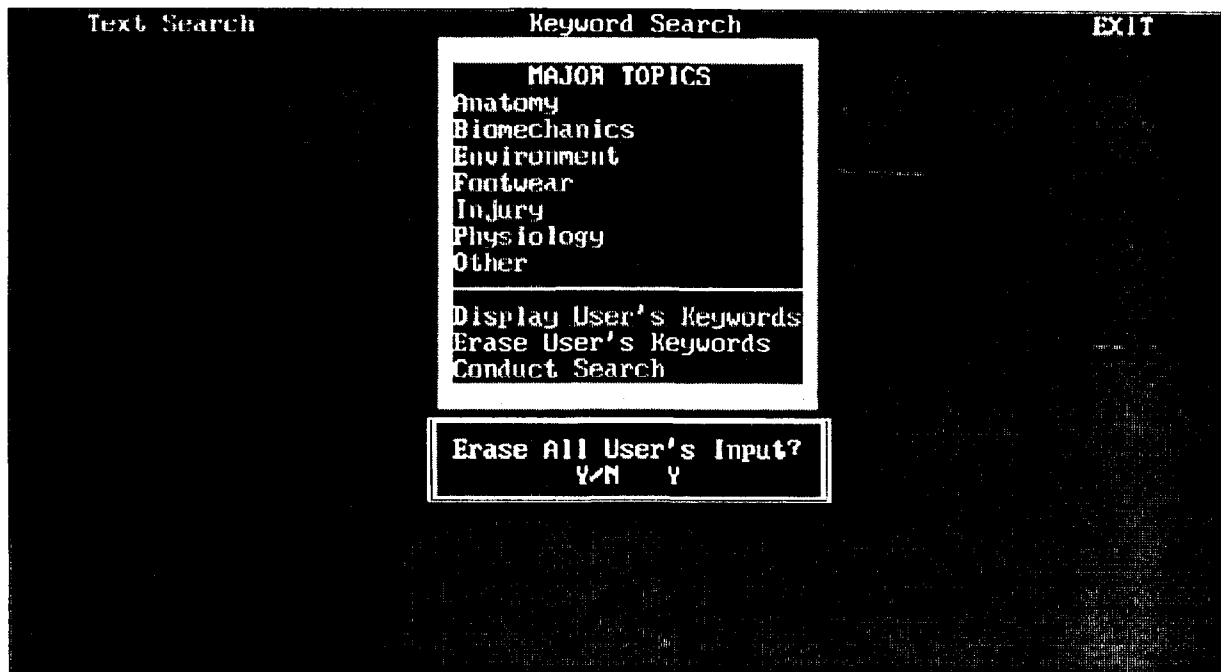 Text Search Keyword Search EXIT
MAJOR TOPICS
Anatomy
Biomechanics
Environment
Footwear
Injury
Physiology
Other
Display User's Keywords
Erase User's Keywords
Conduct Search
Erase All User's Input?
Y/N Y